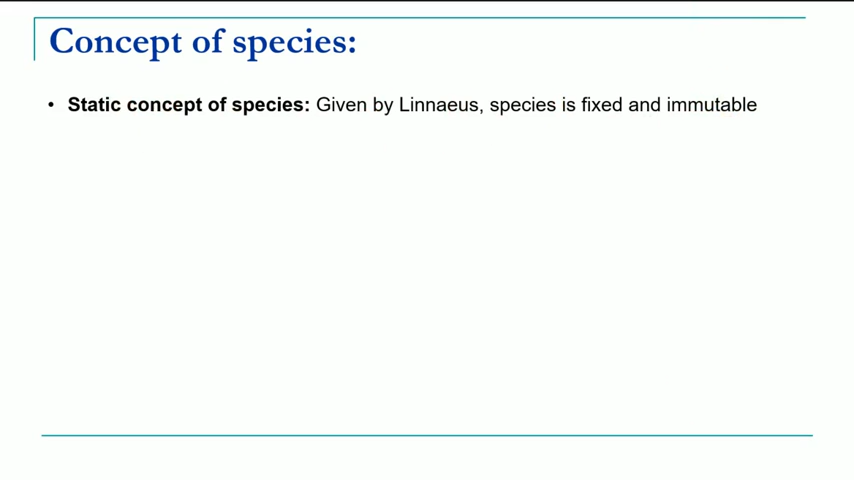 Concept of species:
• Static concept of species: Given by Linnaeus, species is fixed and immutable